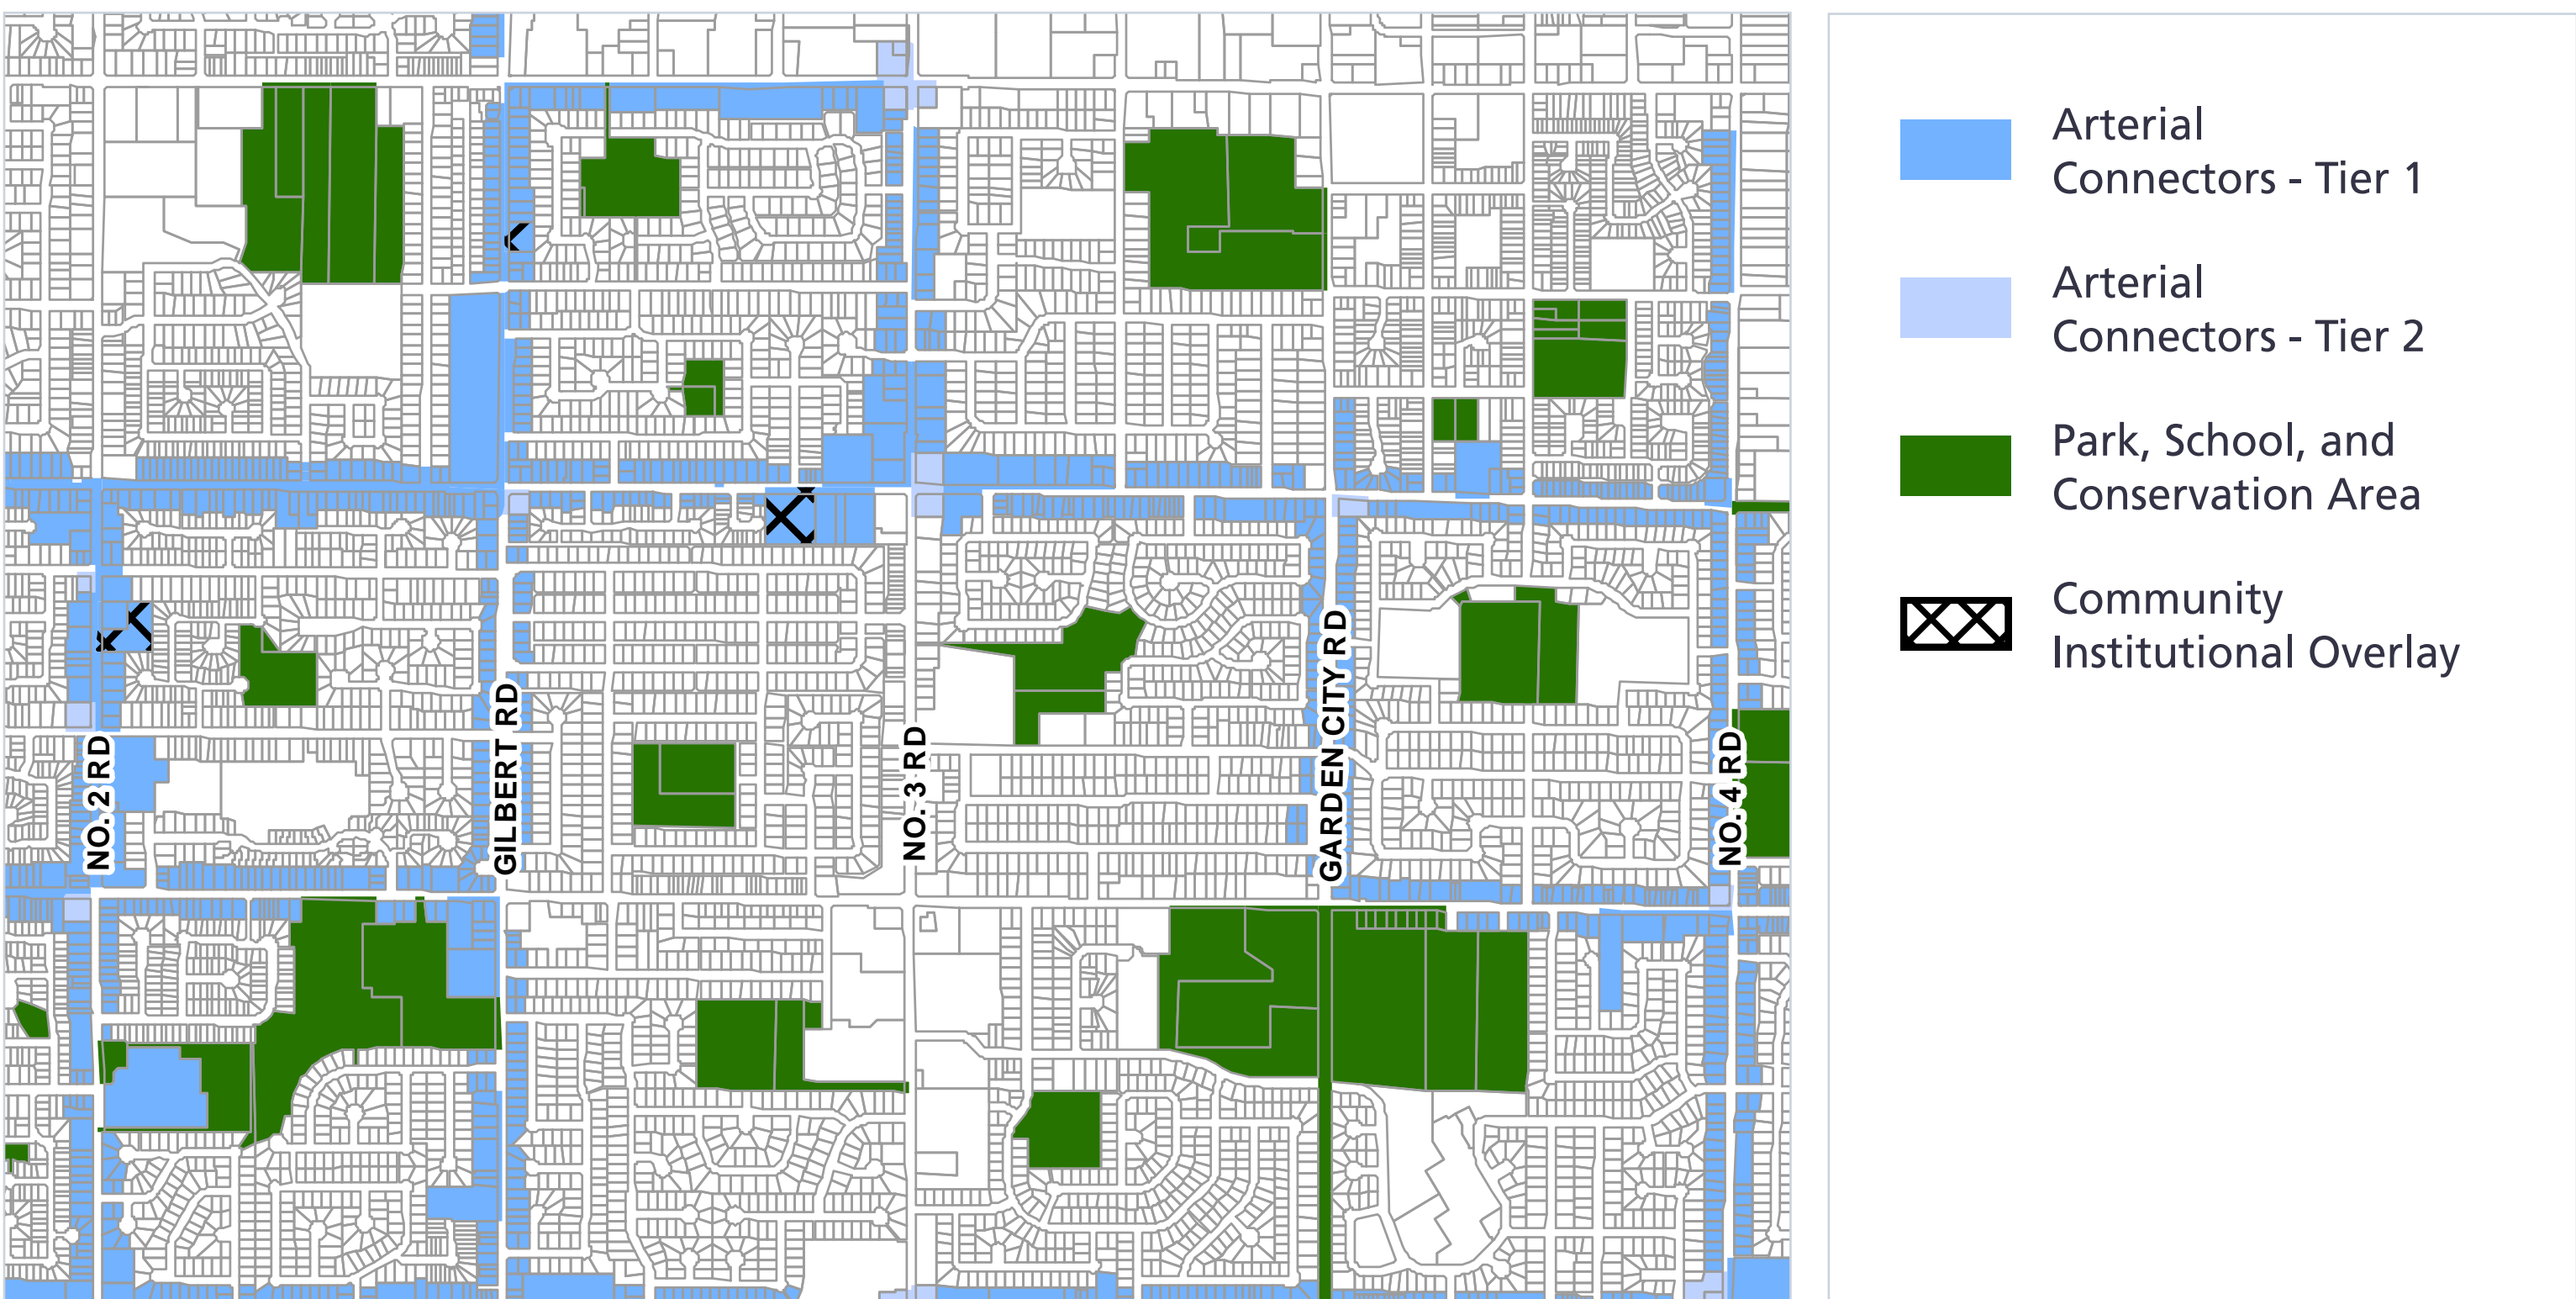 NO. 2 RD
GILBERT RD
NO. 3 RD
GARDEN CITY RD
NO. 4 RD
Arterial
Connectors - Tier 1
Arterial
Connectors - Tier 2
Park, School, and
Conservation Area
Community
Institutional Overlay